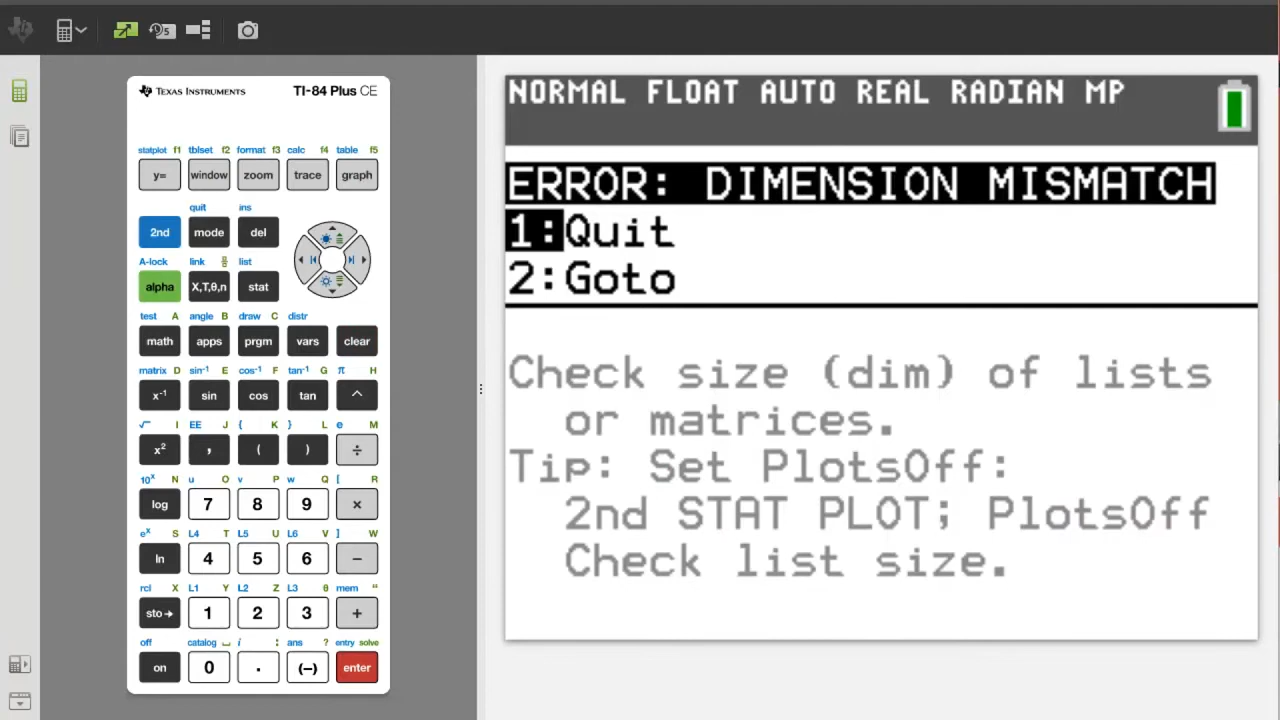 NORMAL FLOAT AUTO REAL RADIAN MP
ERROR: DIMENSION MISMATCH
1:Quit
2:Goto
Check size (dim) of lists
or matrices.
Tip: Set PlotsOff:
2nd STAT PLOT; PlotsOff
Check list size.
TEXAS INSTRUMENTS TI-84 Plus CE
statplot f1 tblset f2 format f3 calc f4 table f5
y= window zoom trace graph
quit ins
2nd mode del
A-lock link list
alpha X,T,θ,n stat
test A angle B draw C distr
math apps prgm vars clear
matrix D sin⁻¹ E cos⁻¹ F tan⁻¹ G π H
x⁻¹ sin cos tan ^
√ I EE J { K } L e M
x² , ( ) ÷
10ˣ N u O v P w Q [ R
log 7 8 9 ×
eˣ S L4 T L5 U L6 V ] W
ln 4 5 6 −
rcl X L1 Y L2 Z L3 θ mem "
sto→ 1 2 3 +
off catalog ␣ i : ans ? entry solve
on 0 . (−) enter